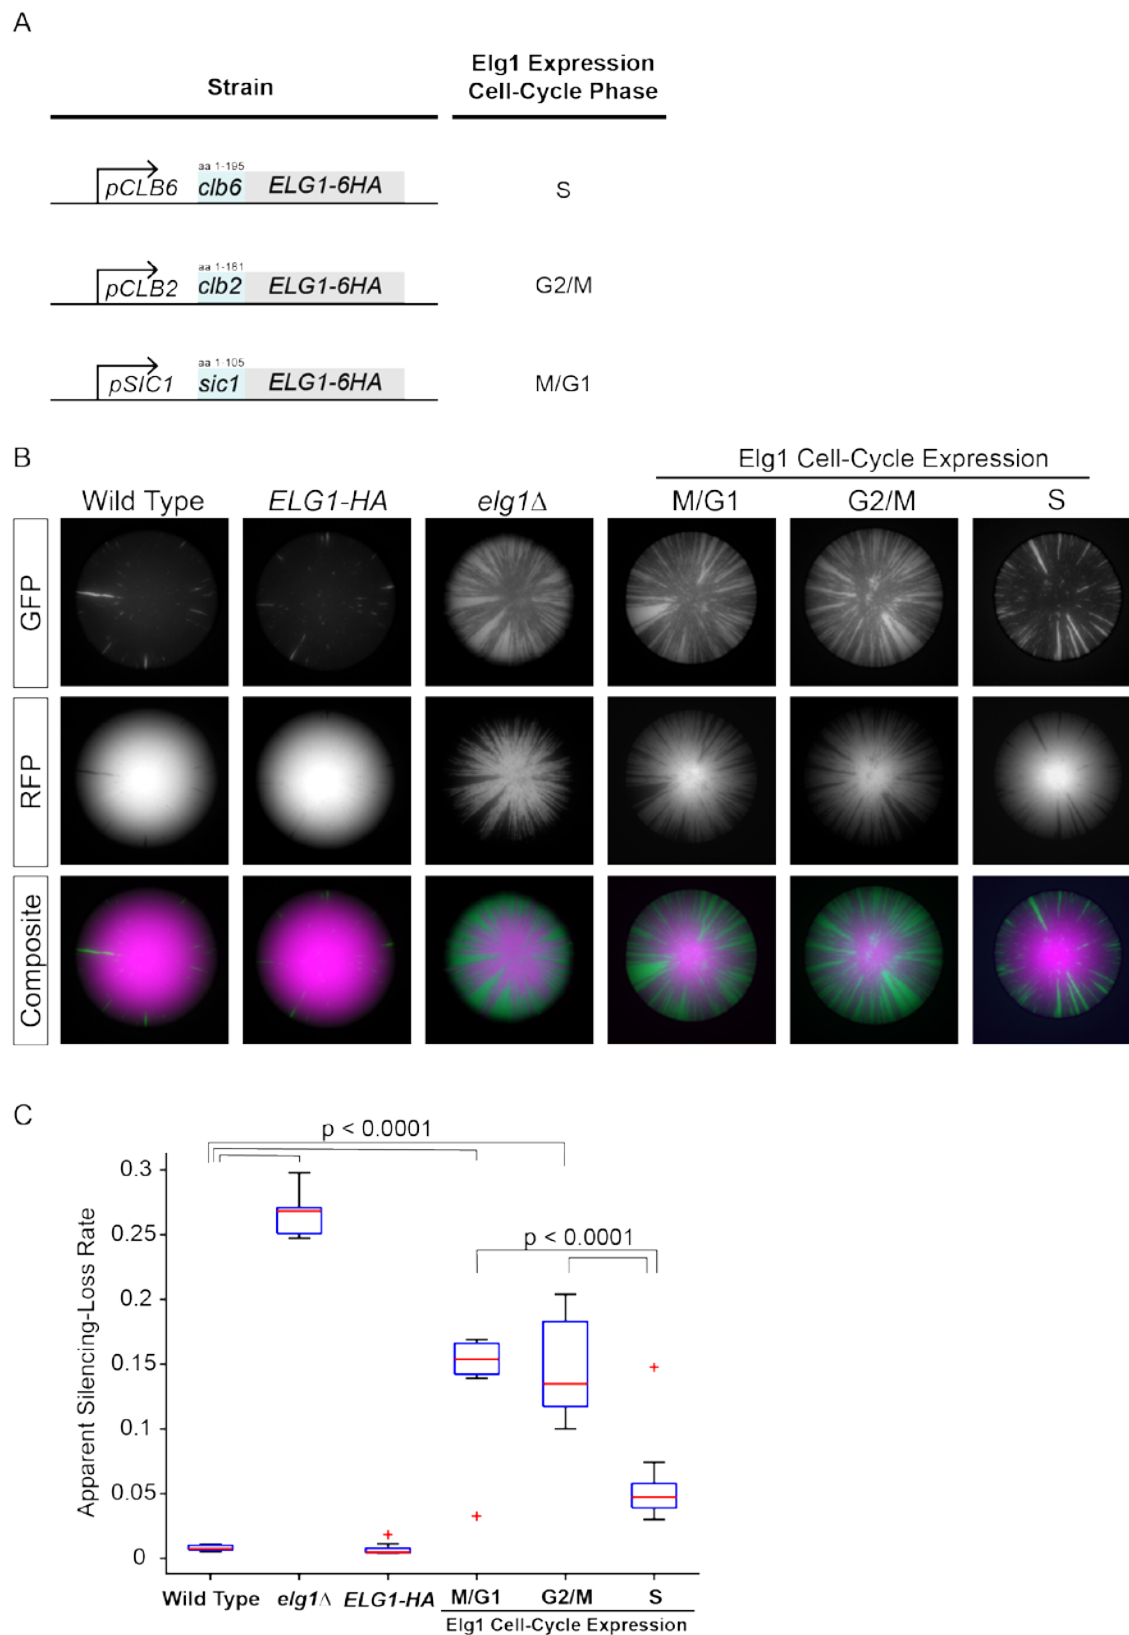 A
Strain
Elg1 Expression
Cell-Cycle Phase
aa 1-195
pCLB6 clb6 ELG1-6HA S
aa 1-181
pCLB2 clb2 ELG1-6HA G2/M
aa 1-105
pSIC1 sic1 ELG1-6HA M/G1
B
Elg1 Cell-Cycle Expression
Wild Type ELG1-HA elg1Δ M/G1 G2/M S
GFP
RFP
Composite
C
p < 0.0001
p < 0.0001
Apparent Silencing-Loss Rate
0.3
0.25
0.2
0.15
0.1
0.05
0
Wild Type elg1Δ ELG1-HA M/G1 G2/M S
Elg1 Cell-Cycle Expression